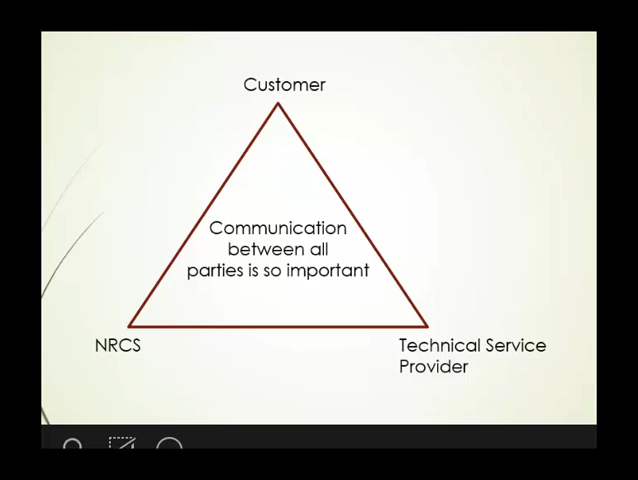 Customer
Communication
between all
parties is so important
NRCS
Technical Service
Provider